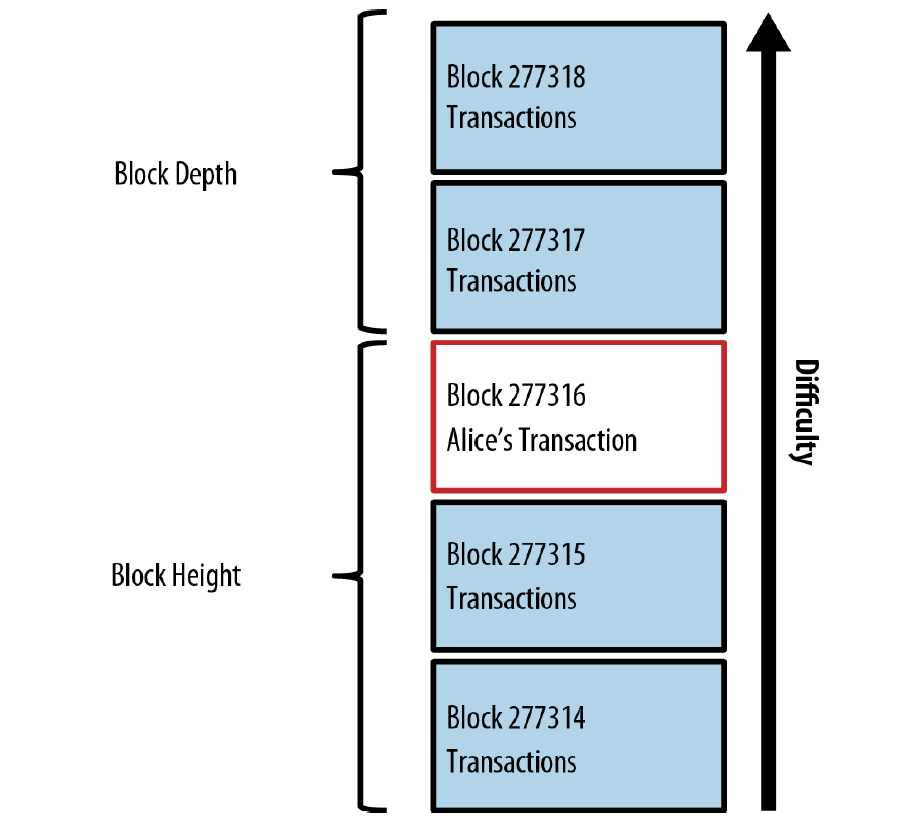 Block 277318
Transactions
Block Depth
Block 277317
Transactions
Block 277316
Alice’s Transaction
Difficulty
Block 277315
Transactions
Block Height
Block 277314
Transactions